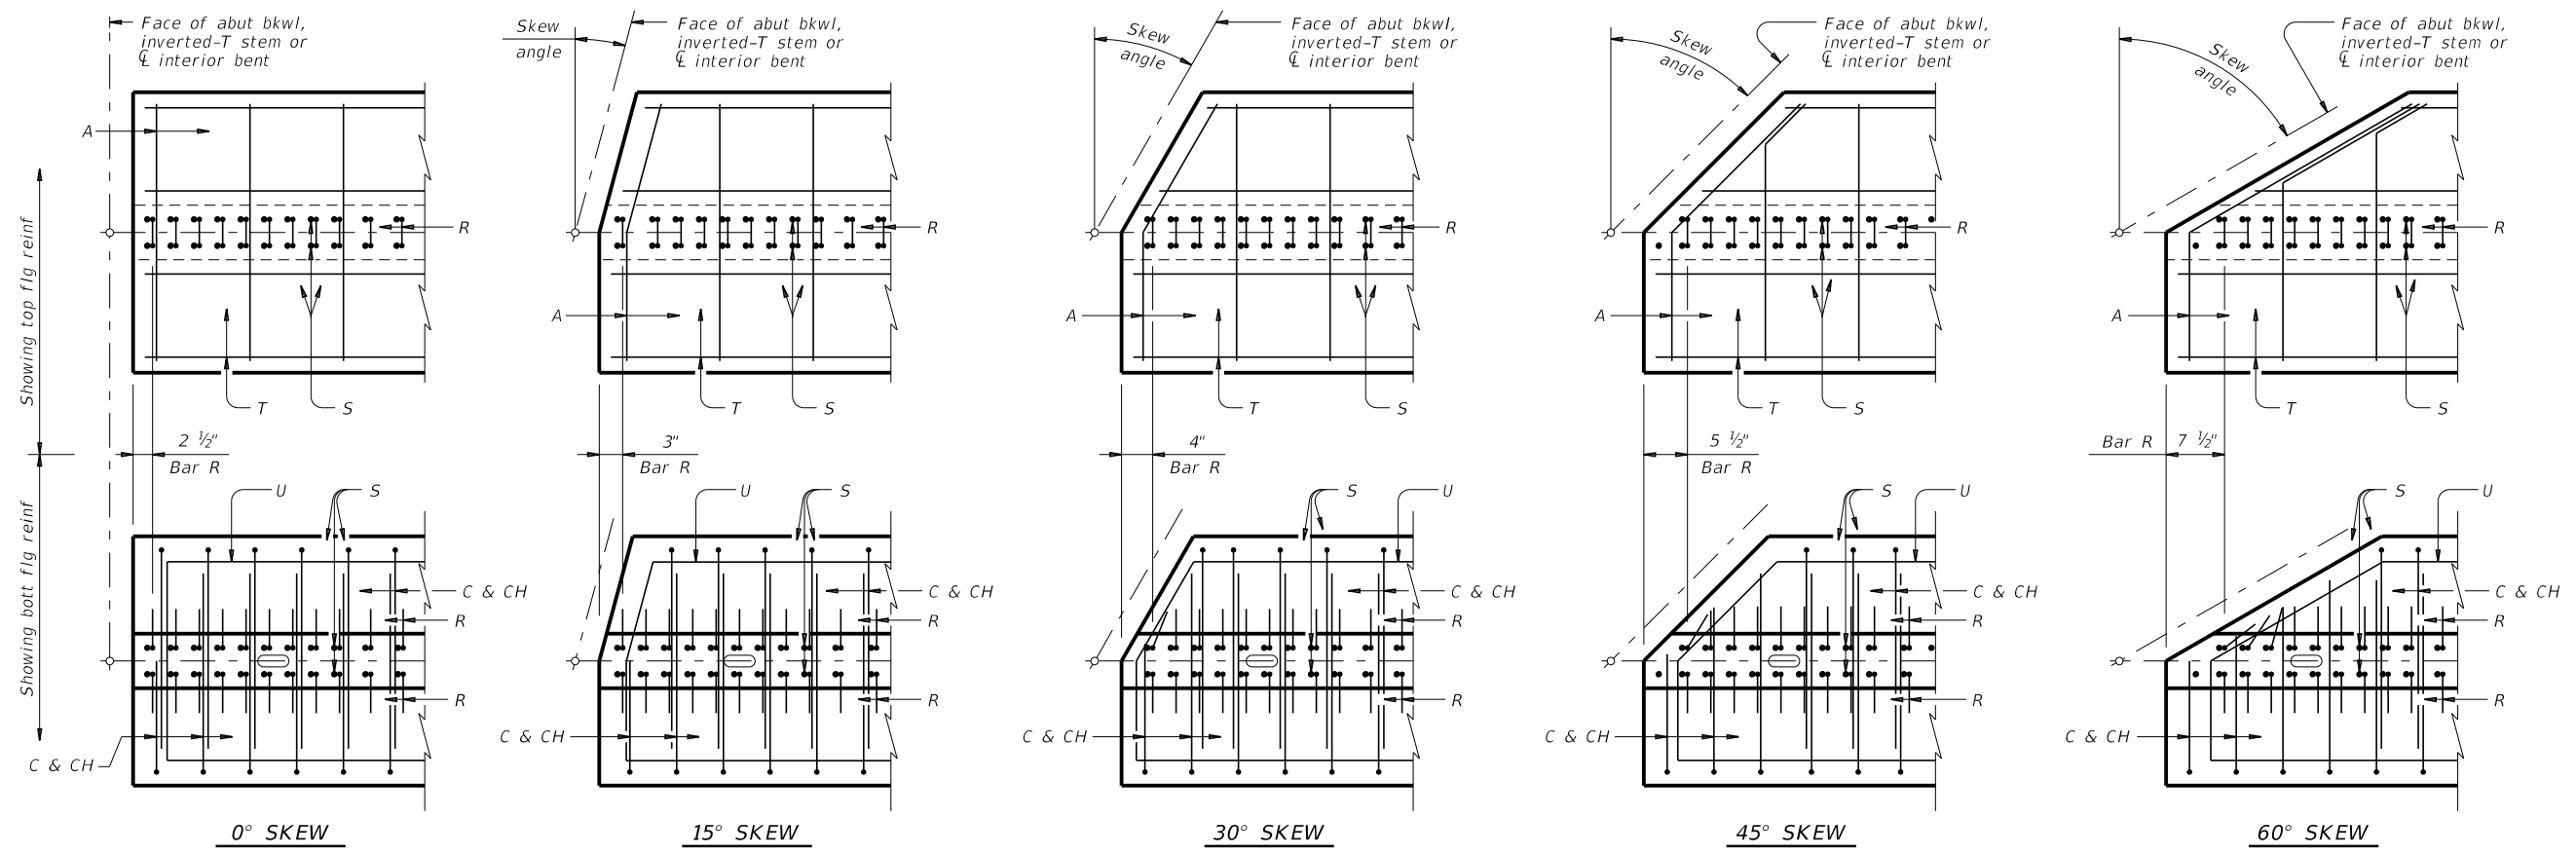 Face of abut bkwl,
inverted-T stem or
℄ interior bent
A
R
T
S
Showing top flg reinf
2 ½"
Bar R
Showing bott flg reinf
U
S
C & CH
R
R
C & CH
0° SKEW
Skew
angle
Face of abut bkwl,
inverted-T stem or
℄ interior bent
R
A
T
S
3"
Bar R
U
S
C & CH
R
R
C & CH
15° SKEW
Skew
angle
Face of abut bkwl,
inverted-T stem or
℄ interior bent
R
A
T
S
4"
Bar R
S
U
C & CH
R
R
C & CH
30° SKEW
Skew
angle
Face of abut bkwl,
inverted-T stem or
℄ interior bent
R
A
T
S
5 ½"
Bar R
S
U
C & CH
R
R
C & CH
45° SKEW
Skew
angle
Face of abut bkwl,
inverted-T stem or
℄ interior bent
R
A
T
S
Bar R 7 ½"
S
U
C & CH
R
R
C & CH
60° SKEW